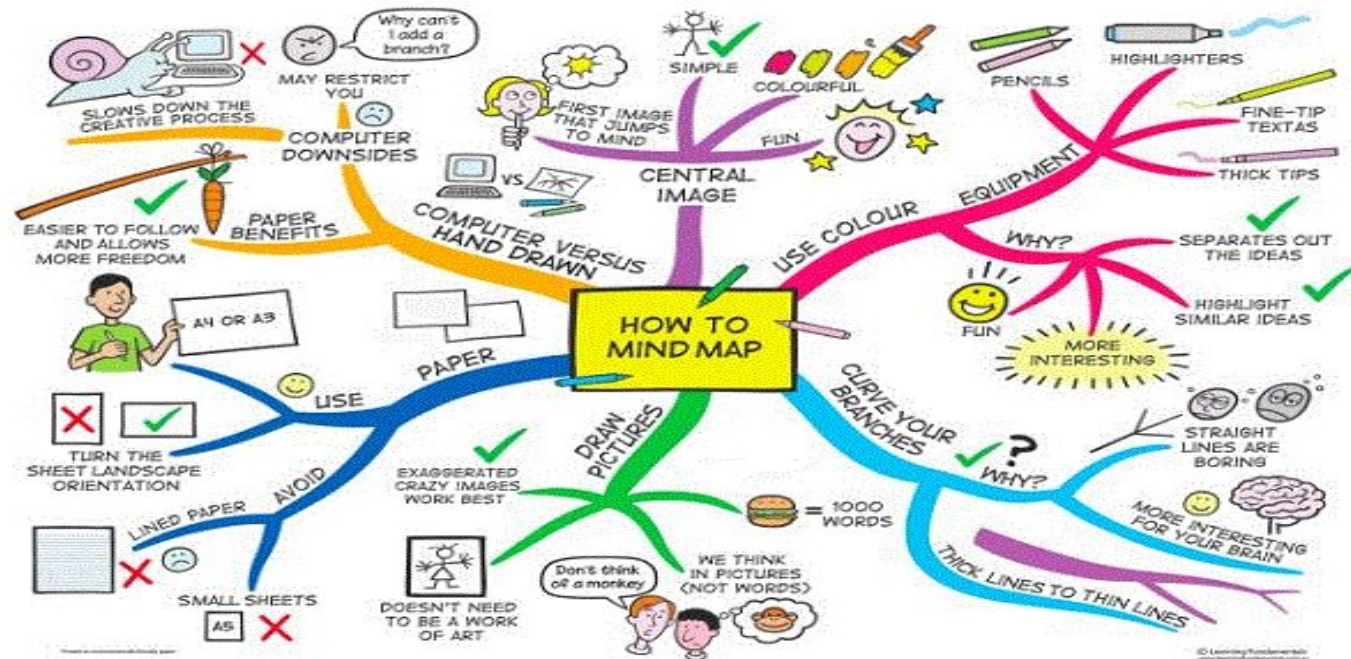 HOW TO
MIND MAP
CENTRAL
IMAGE
FIRST IMAGE
THAT JUMPS
TO MIND
SIMPLE
COLOURFUL
FUN
USE COLOUR
EQUIPMENT
PENCILS
HIGHLIGHTERS
FINE-TIP
TEXTAS
THICK TIPS
WHY?
SEPARATES OUT
THE IDEAS
HIGHLIGHT
SIMILAR IDEAS
MORE
INTERESTING
FUN
CURVE YOUR
BRANCHES
?
WHY?
STRAIGHT
LINES ARE
BORING
MORE INTERESTING
FOR YOUR BRAIN
THICK LINES TO THIN LINES
DRAW
PICTURES
= 1000
WORDS
WE THINK
IN PICTURES
(NOT WORDS)
Don't think
of a monkey
DOESN'T NEED
TO BE A WORK
OF ART
EXAGGERATED
CRAZY IMAGES
WORK BEST
PAPER
USE
A4 OR A3
TURN THE
SHEET LANDSCAPE
ORIENTATION
AVOID
LINED PAPER
SMALL SHEETS
A5
COMPUTER VERSUS
HAND DRAWN
VS
PAPER
BENEFITS
EASIER TO FOLLOW
AND ALLOWS
MORE FREEDOM
COMPUTER
DOWNSIDES
SLOWS DOWN THE
CREATIVE PROCESS
MAY RESTRICT
YOU
Why can't
I add a
branch?
© Learning Fundamentals